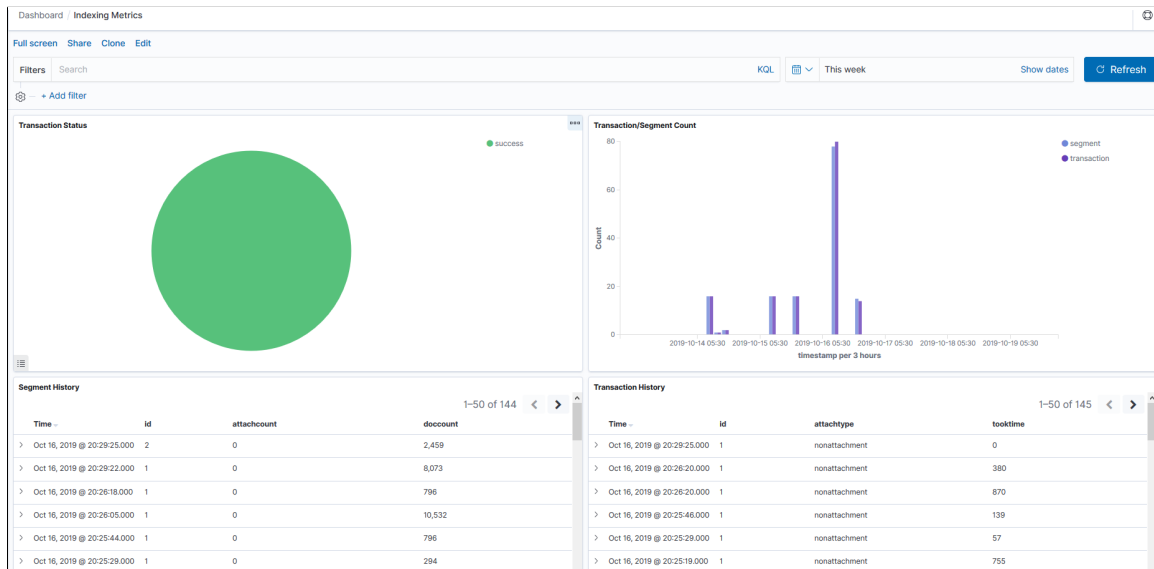 Dashboard / Indexing Metrics
Full screen Share Clone Edit
Filters Search KQL This week Show dates Refresh
+ Add filter
Transaction Status
success
Transaction/Segment Count
segment
transaction
80
60
40
20
0
Count
2019-10-14 05:30 2019-10-15 05:30 2019-10-16 05:30 2019-10-17 05:30 2019-10-18 05:30 2019-10-19 05:30
timestamp per 3 hours
Segment History
1–50 of 144
Time id attachcount doccount
Oct 16, 2019 @ 20:29:25.000 2 0 2,459
Oct 16, 2019 @ 20:29:22.000 1 0 8,073
Oct 16, 2019 @ 20:26:18.000 1 0 796
Oct 16, 2019 @ 20:26:05.000 1 0 10,532
Oct 16, 2019 @ 20:25:44.000 1 0 796
Oct 16, 2019 @ 20:25:29.000 1 0 294
Transaction History
1–50 of 145
Time id attachtype tooktime
Oct 16, 2019 @ 20:29:25.000 1 nonattachment 0
Oct 16, 2019 @ 20:26:20.000 1 nonattachment 380
Oct 16, 2019 @ 20:26:20.000 1 nonattachment 870
Oct 16, 2019 @ 20:25:46.000 1 nonattachment 139
Oct 16, 2019 @ 20:25:29.000 1 nonattachment 57
Oct 16, 2019 @ 20:25:19.000 1 nonattachment 755